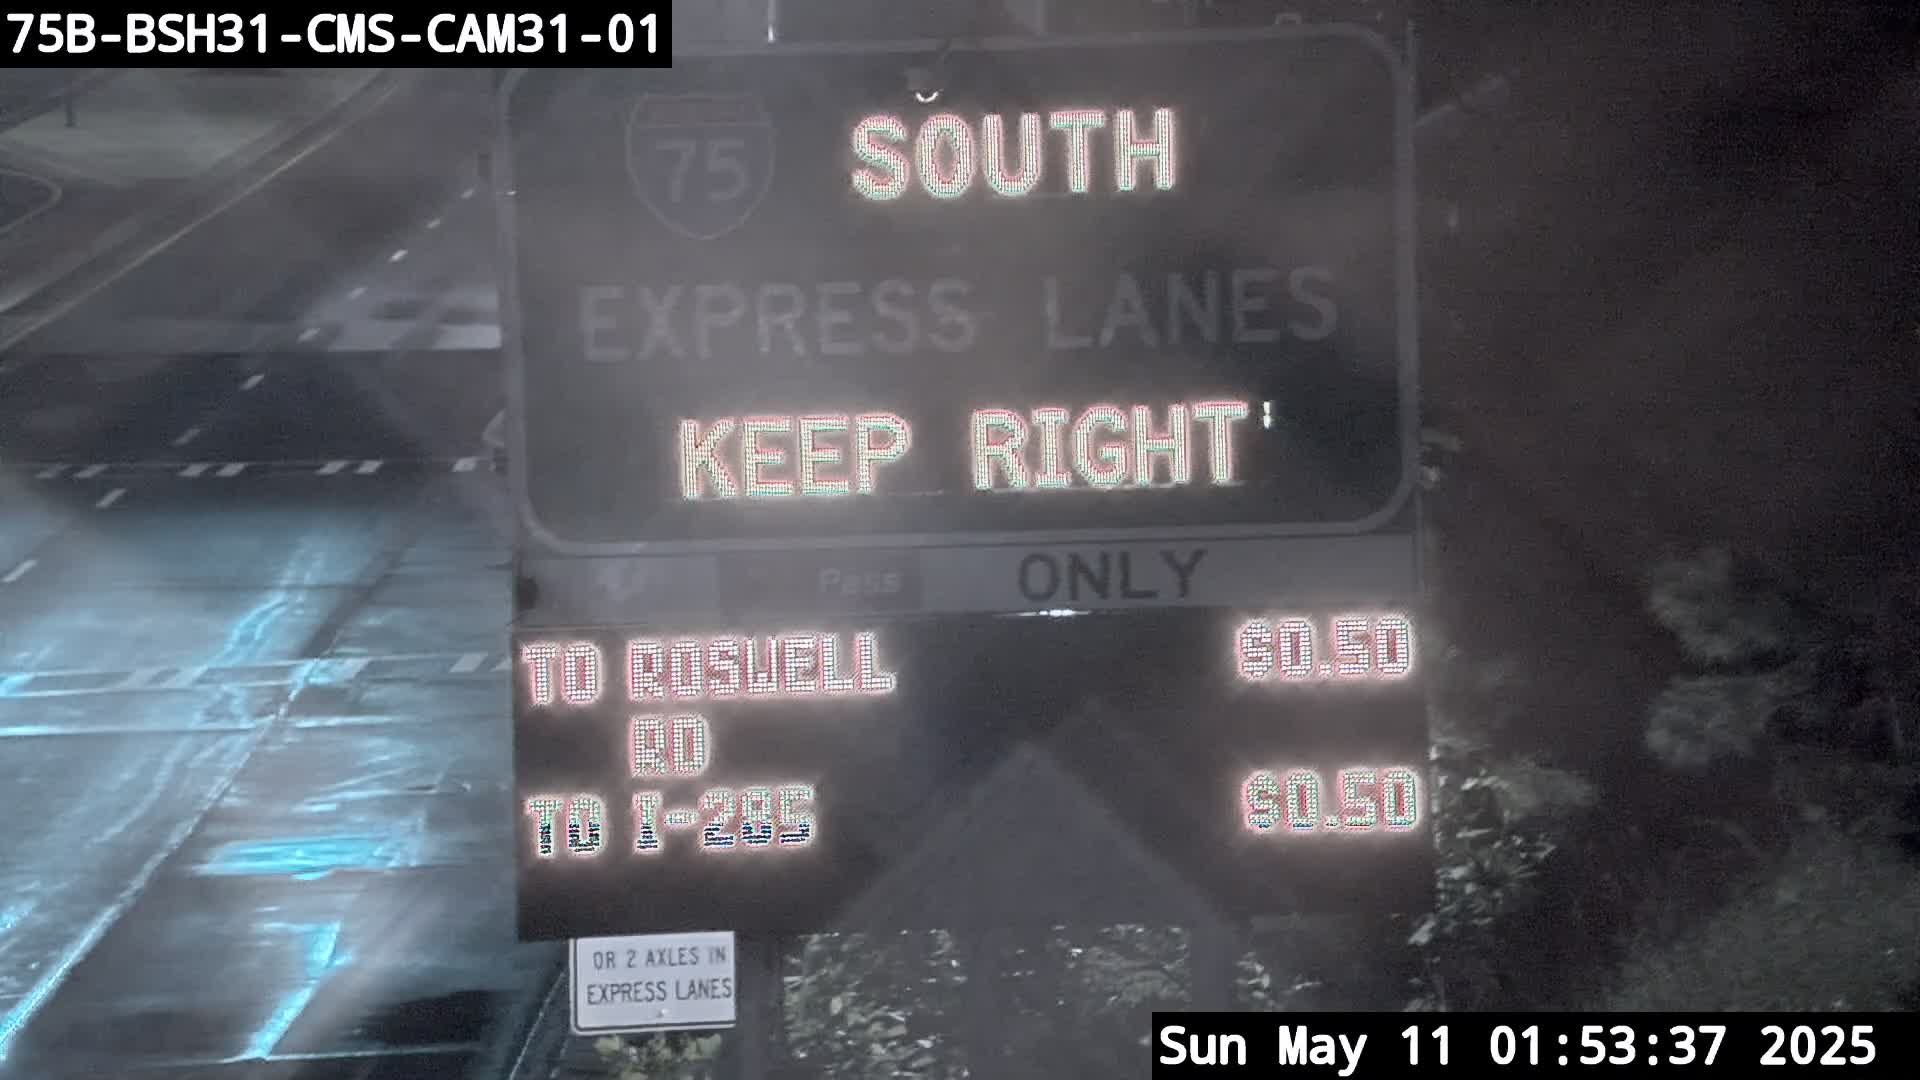 75B-BSH31-CMS-CAM31-01
75 SOUTH
EXPRESS LANES
KEEP RIGHT
Pass ONLY
TO ROSWELL $0.50
RD
TO I-285 $0.50
OR 2 AXLES IN
EXPRESS LANES
Sun May 11 01:53:37 2025